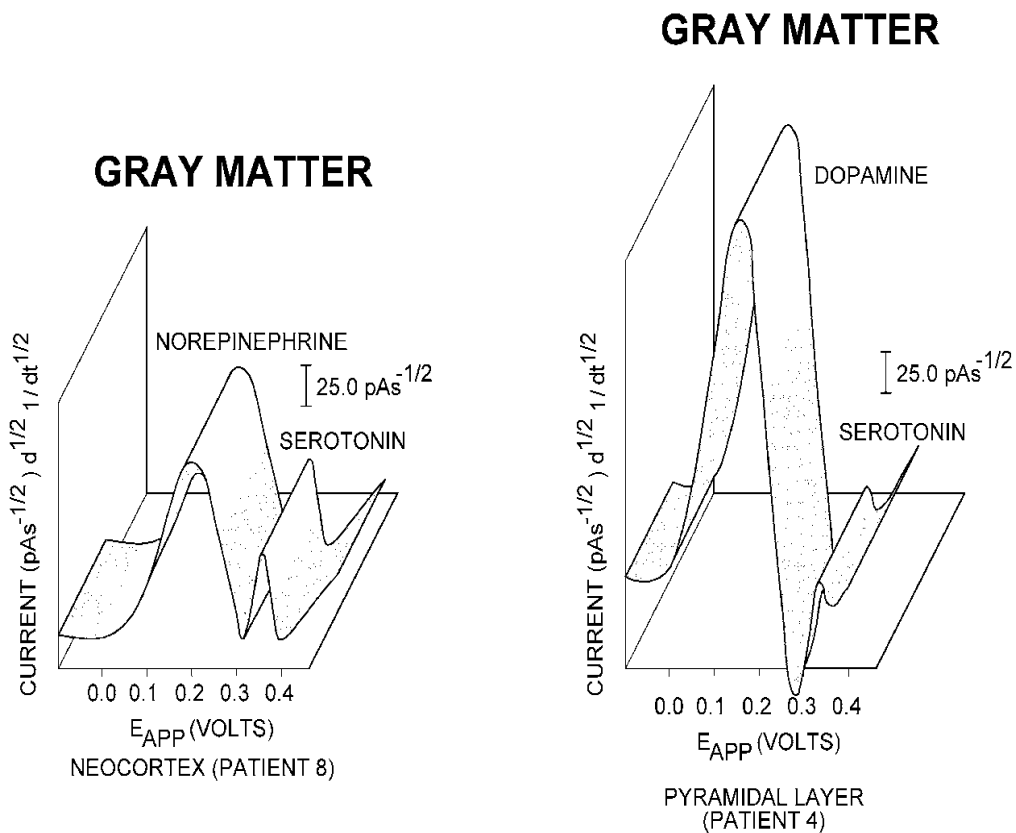 GRAY MATTER
NOREPINEPHRINE
25.0 pAs-1/2
SEROTONIN
CURRENT (pAs-1/2 ) d1/2 1/ dt1/2
0.0 0.1 0.2 0.3 0.4
EAPP (VOLTS)
NEOCORTEX (PATIENT 8)
GRAY MATTER
DOPAMINE
25.0 pAs-1/2
SEROTONIN
CURRENT (pAs-1/2 ) d1/2 1/ dt1/2
0.0 0.1 0.2 0.3 0.4
EAPP (VOLTS)
PYRAMIDAL LAYER
(PATIENT 4)